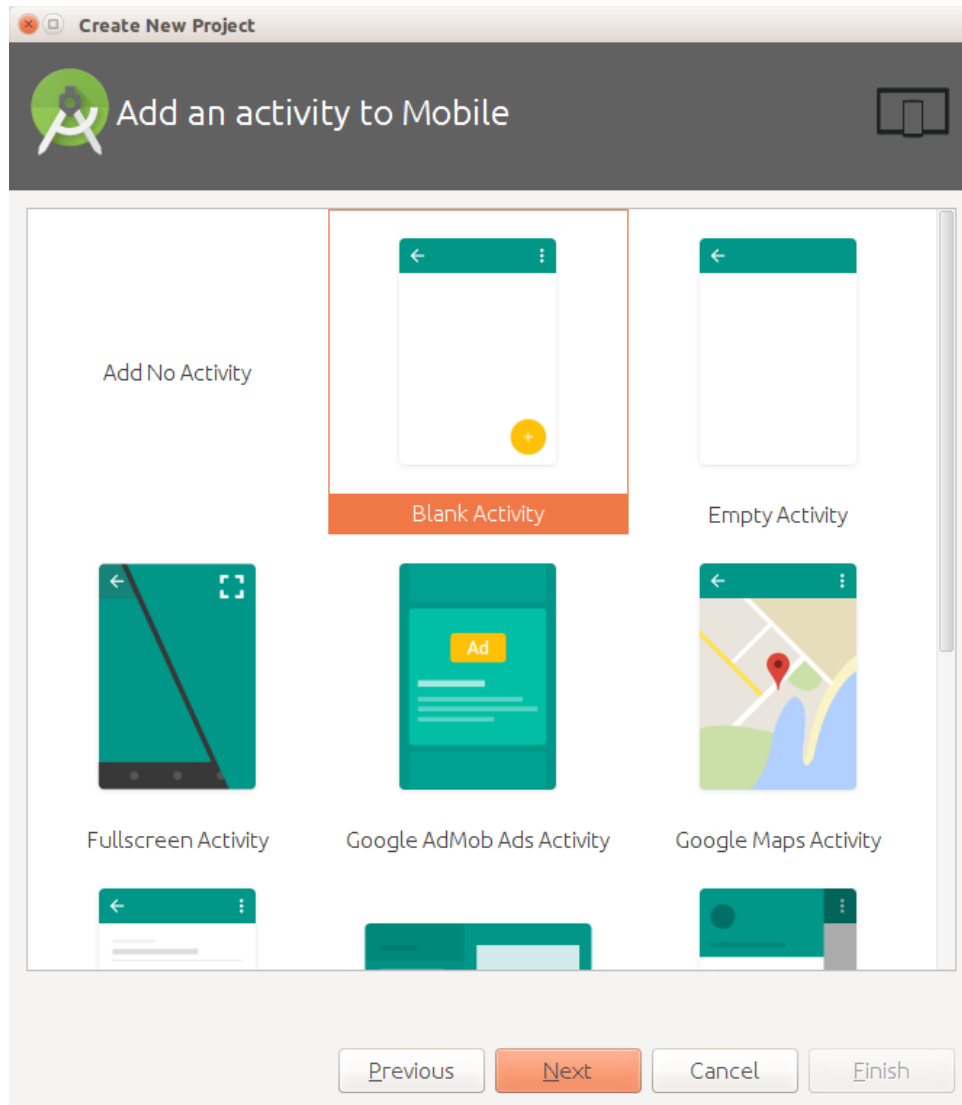 Create New Project
Add an activity to Mobile
Add No Activity
Blank Activity
Empty Activity
Ad
Fullscreen Activity
Google AdMob Ads Activity
Google Maps Activity
Previous
Next
Cancel
Finish